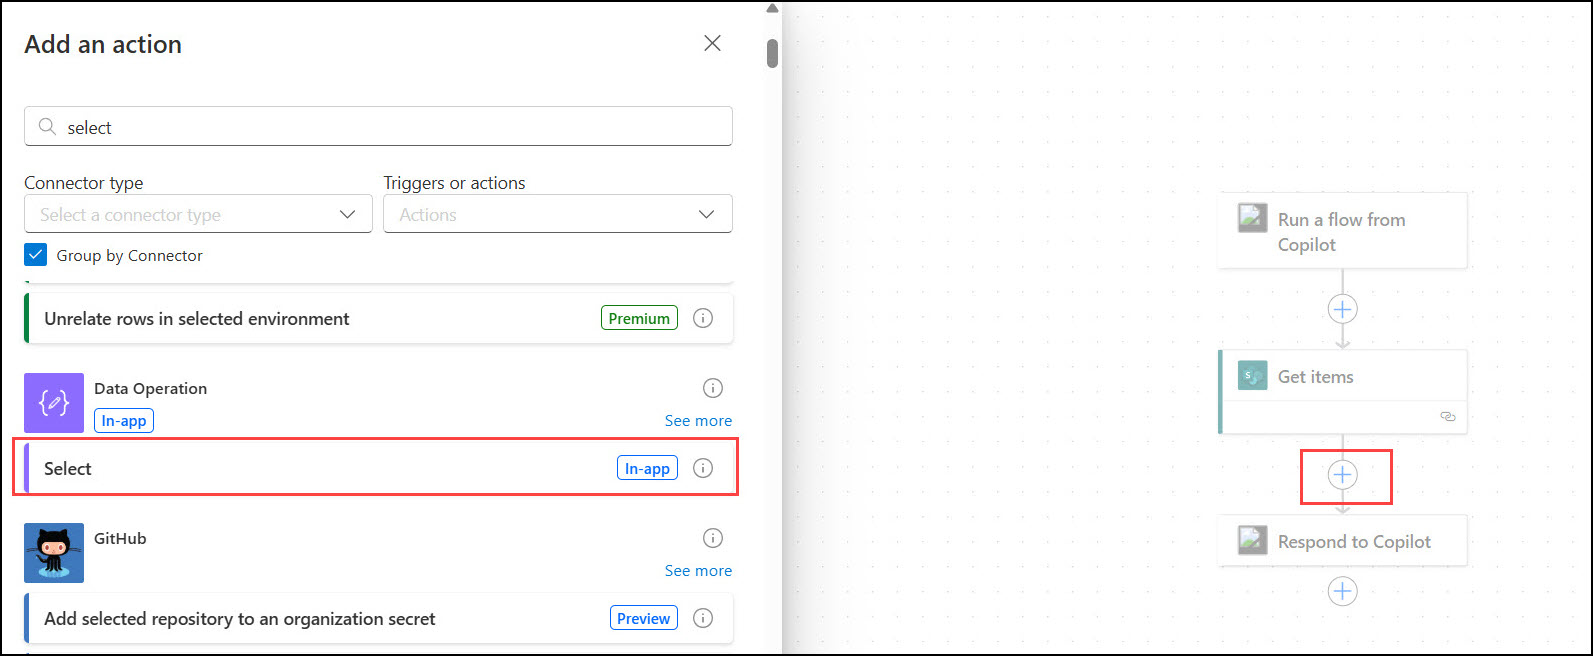 Add an action
select
Connector type
Triggers or actions
Select a connector type
Actions
Group by Connector
Unrelate rows in selected environment
Premium
Data Operation
In-app
See more
Select
In-app
GitHub
See more
Add selected repository to an organization secret
Preview
Run a flow from
Copilot
S
Get items
Respond to Copilot